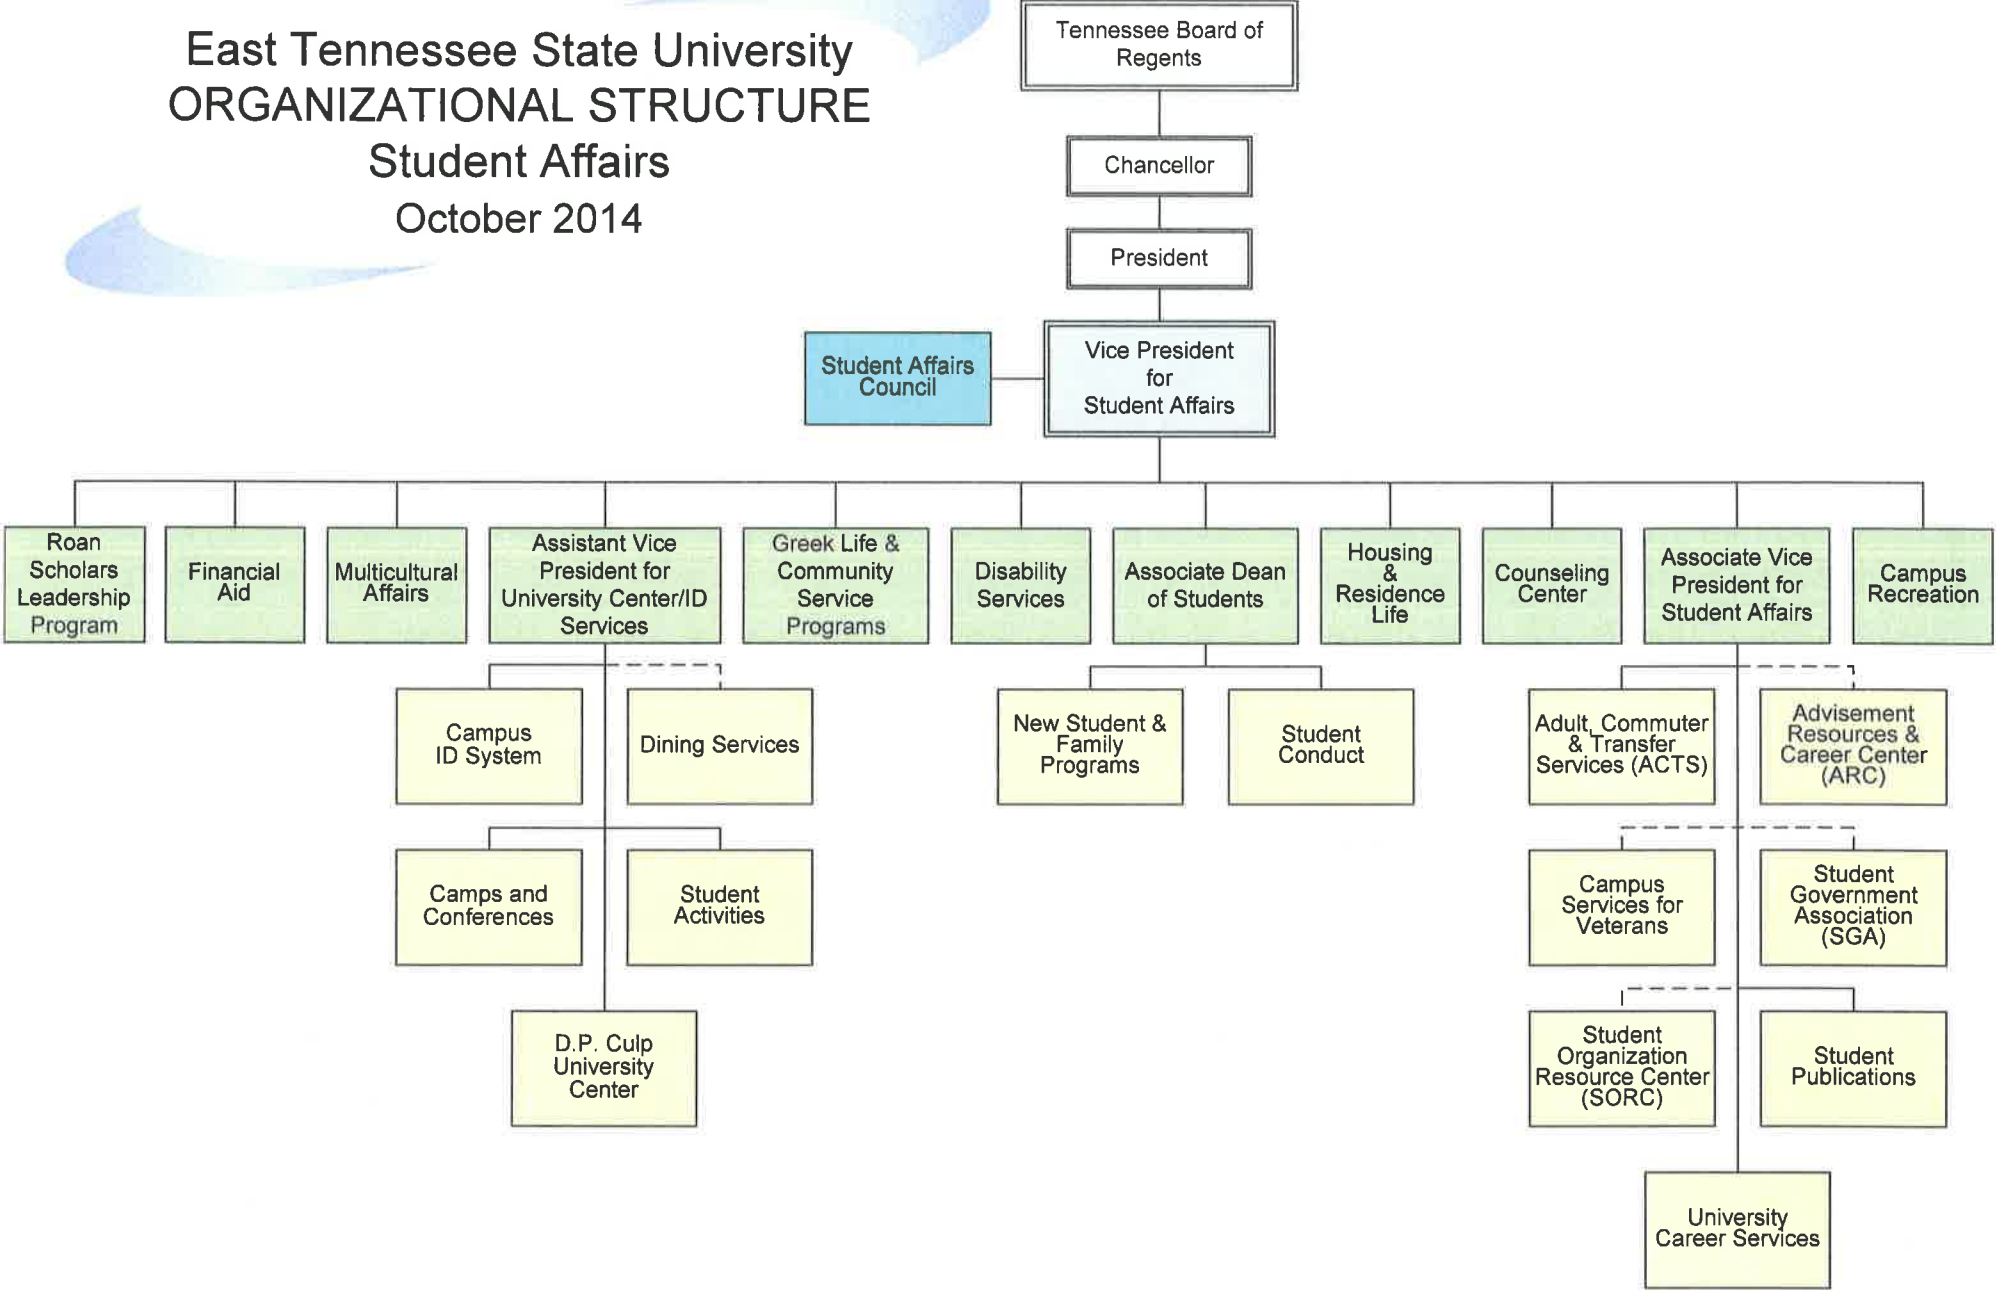 East Tennessee State University
ORGANIZATIONAL STRUCTURE
Student Affairs
October 2014
Tennessee Board of
Regents
Chancellor
President
Student Affairs
Council
Vice President
for
Student Affairs
Roan
Scholars
Leadership
Program
Financial
Aid
Multicultural
Affairs
Assistant Vice
President for
University Center/ID
Services
Greek Life &
Community
Service
Programs
Disability
Services
Associate Dean
of Students
Housing
&
Residence
Life
Counseling
Center
Associate Vice
President for
Student Affairs
Campus
Recreation
Campus
ID System
Dining Services
New Student &
Family
Programs
Student
Conduct
Adult, Commuter
& Transfer
Services (ACTS)
Advisement
Resources &
Career Center
(ARC)
Camps and
Conferences
Student
Activities
Campus
Services for
Veterans
Student
Government
Association
(SGA)
D.P. Culp
University
Center
Student
Organization
Resource Center
(SORC)
Student
Publications
University
Career Services